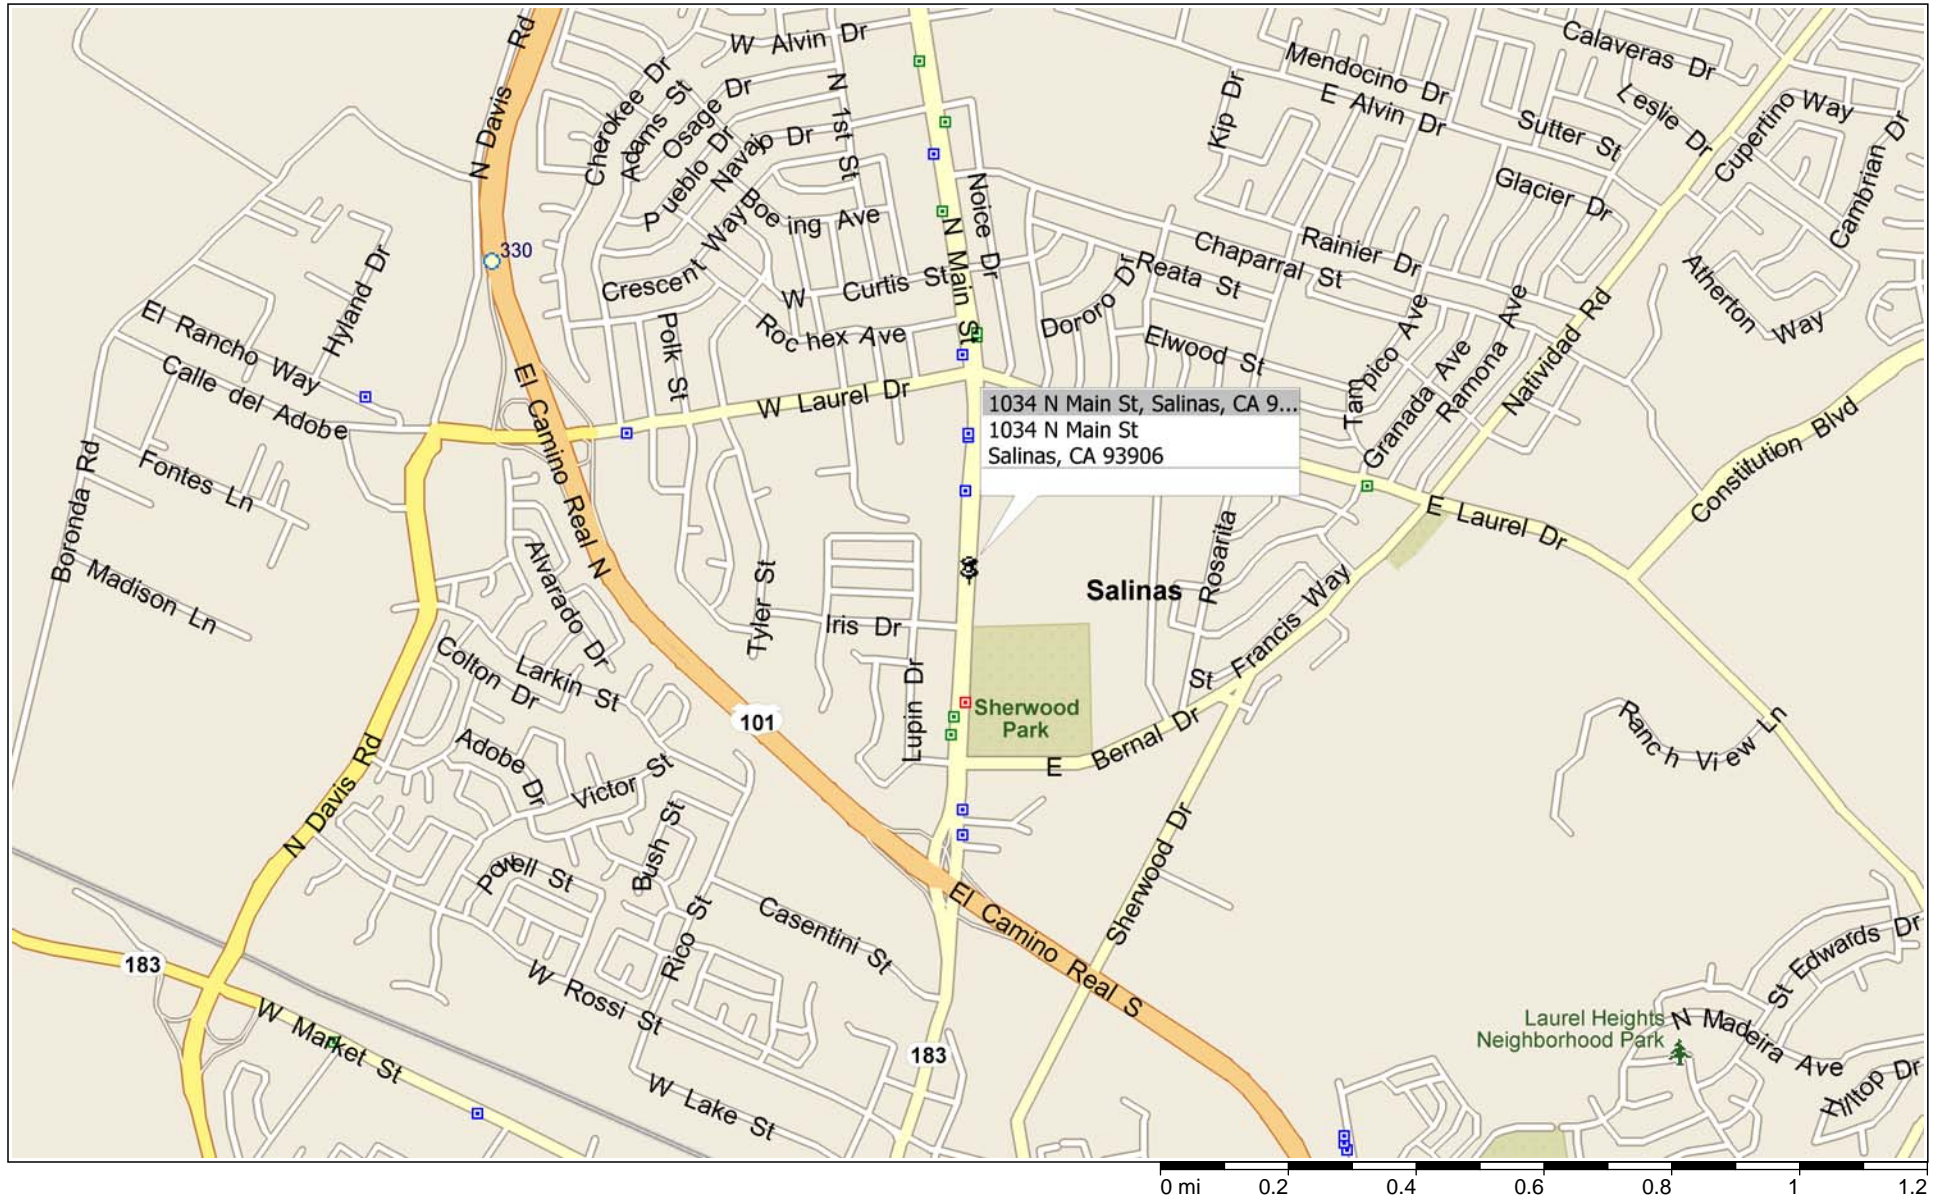 Rd
N Davis
W Alvin Dr
Cherokee Dr
Adams St
Osage Dr
Pueblo Dr
Navajo Dr
N 1st St
Boeing Ave
Crescent Way
W Curtis St
Rochex Ave
Polk St
N Main St
Noice Dr
Kip Dr
Mendocino Dr
E Alvin Dr
Calaveras Dr
Leslie Dr
Sutter St
Cupertino Way
Cambrian Dr
Glacier Dr
Rainier Dr
Chaparral St
Reata St
Dororo Dr
Elwood St
Tampico Ave
Granada Ave
Ramona Ave
Natividad Rd
Atherton Way
Constitution Blvd
330
Hyland Dr
El Rancho Way
Calle del Adobe
W Laurel Dr
El Camino Real N
1034 N Main St, Salinas, CA 9...
1034 N Main St
Salinas, CA 93906
E Laurel Dr
Boronda Rd
Fontes Ln
Madison Ln
Alvarado Dr
Tyler St
Iris Dr
Lupin Dr
Salinas
Rosarita
St Francis Way
Colton Dr
Larkin St
101
Sherwood
Park
E Bernal Dr
Ranch View Ln
Adobe Dr
Victor St
N Davis Rd
Powell St
Bush St
Rico St
Casentini St
Sherwood Dr
El Camino Real S
183
W Market St
W Rossi St
183
W Lake St
St Edwards Dr
Laurel Heights
Neighborhood Park
N Madeira Ave
Hilltop Dr
0 mi 0.2 0.4 0.6 0.8 1 1.2